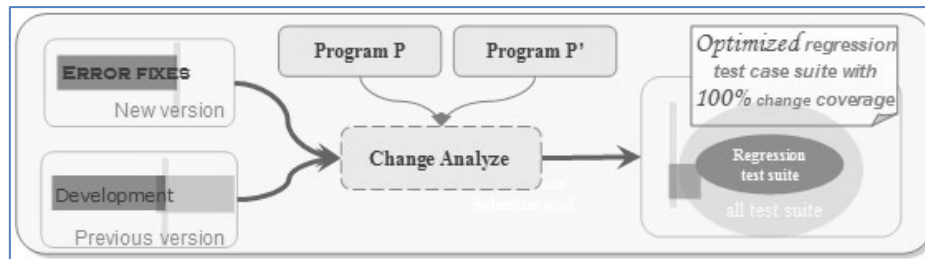 ERROR FIXES
New version
Development
Previous version
Program P
Program P'
Change Analyze
Optimized regression
test case suite with
100% change coverage
Regression
test suite
all test suite